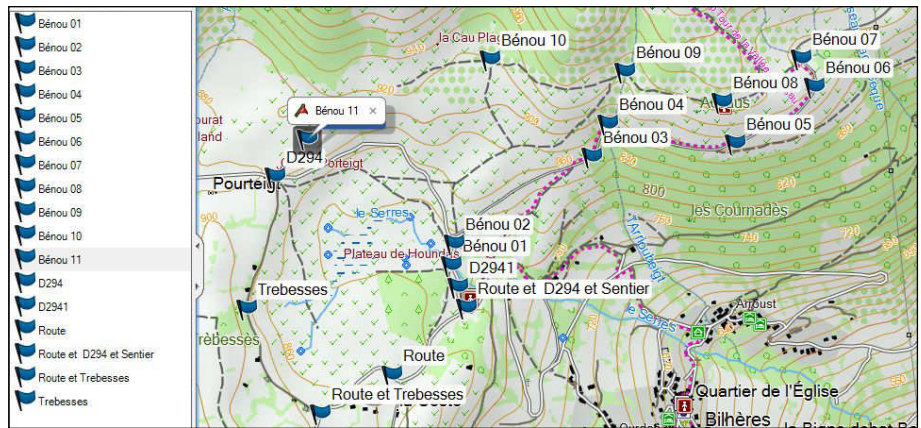 Bénou 01
Bénou 02
Bénou 03
Bénou 04
Bénou 05
Bénou 06
Bénou 07
Bénou 08
Bénou 09
Bénou 10
Bénou 11
D294
D2941
Route
Route et D294 et Sentier
Route et Trebesses
Trebesses
la Cau
Bénou 10
Bénou 09
Bénou 07
Bénou 06
Bénou 08
Bénou 11
Bénou 04
Bénou 05
Bénou 03
D294
Pourteig
800
les Cournadès
le Serres
Plateau de Houndas
Bénou 02
Bénou 01
D2941
Route et D294 et Sentier
l'Arloubeigt
Trebesses
le Serres
Arroust
Route
Route et Trebesses
Quartier de l'Église
Bilhères